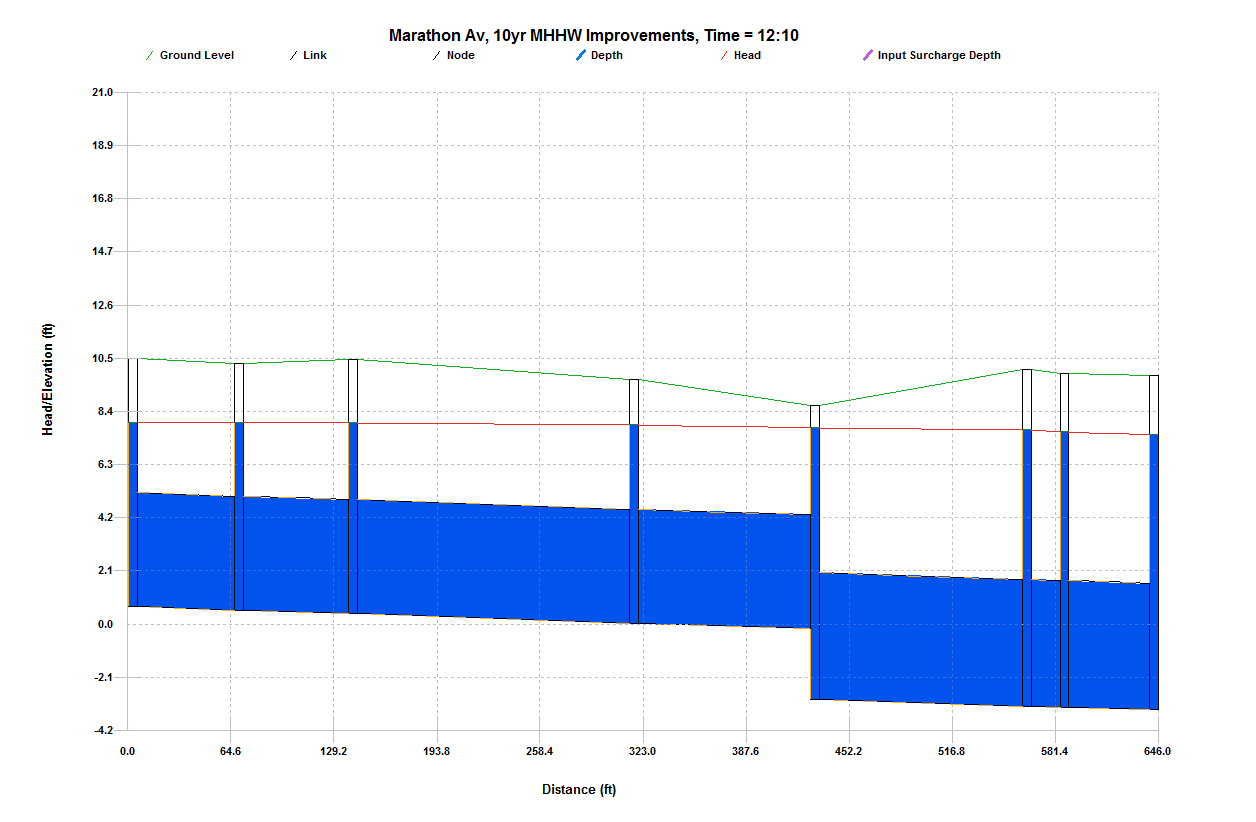 Marathon Av, 10yr MHHW Improvements, Time = 12:10
Ground Level Link Node Depth Head Input Surcharge Depth
21.0
18.9
16.8
14.7
12.6
10.5
8.4
6.3
4.2
2.1
0.0
-2.1
-4.2
Head/Elevation (ft)
0.0 64.6 129.2 193.8 258.4 323.0 387.6 452.2 516.8 581.4 646.0
Distance (ft)